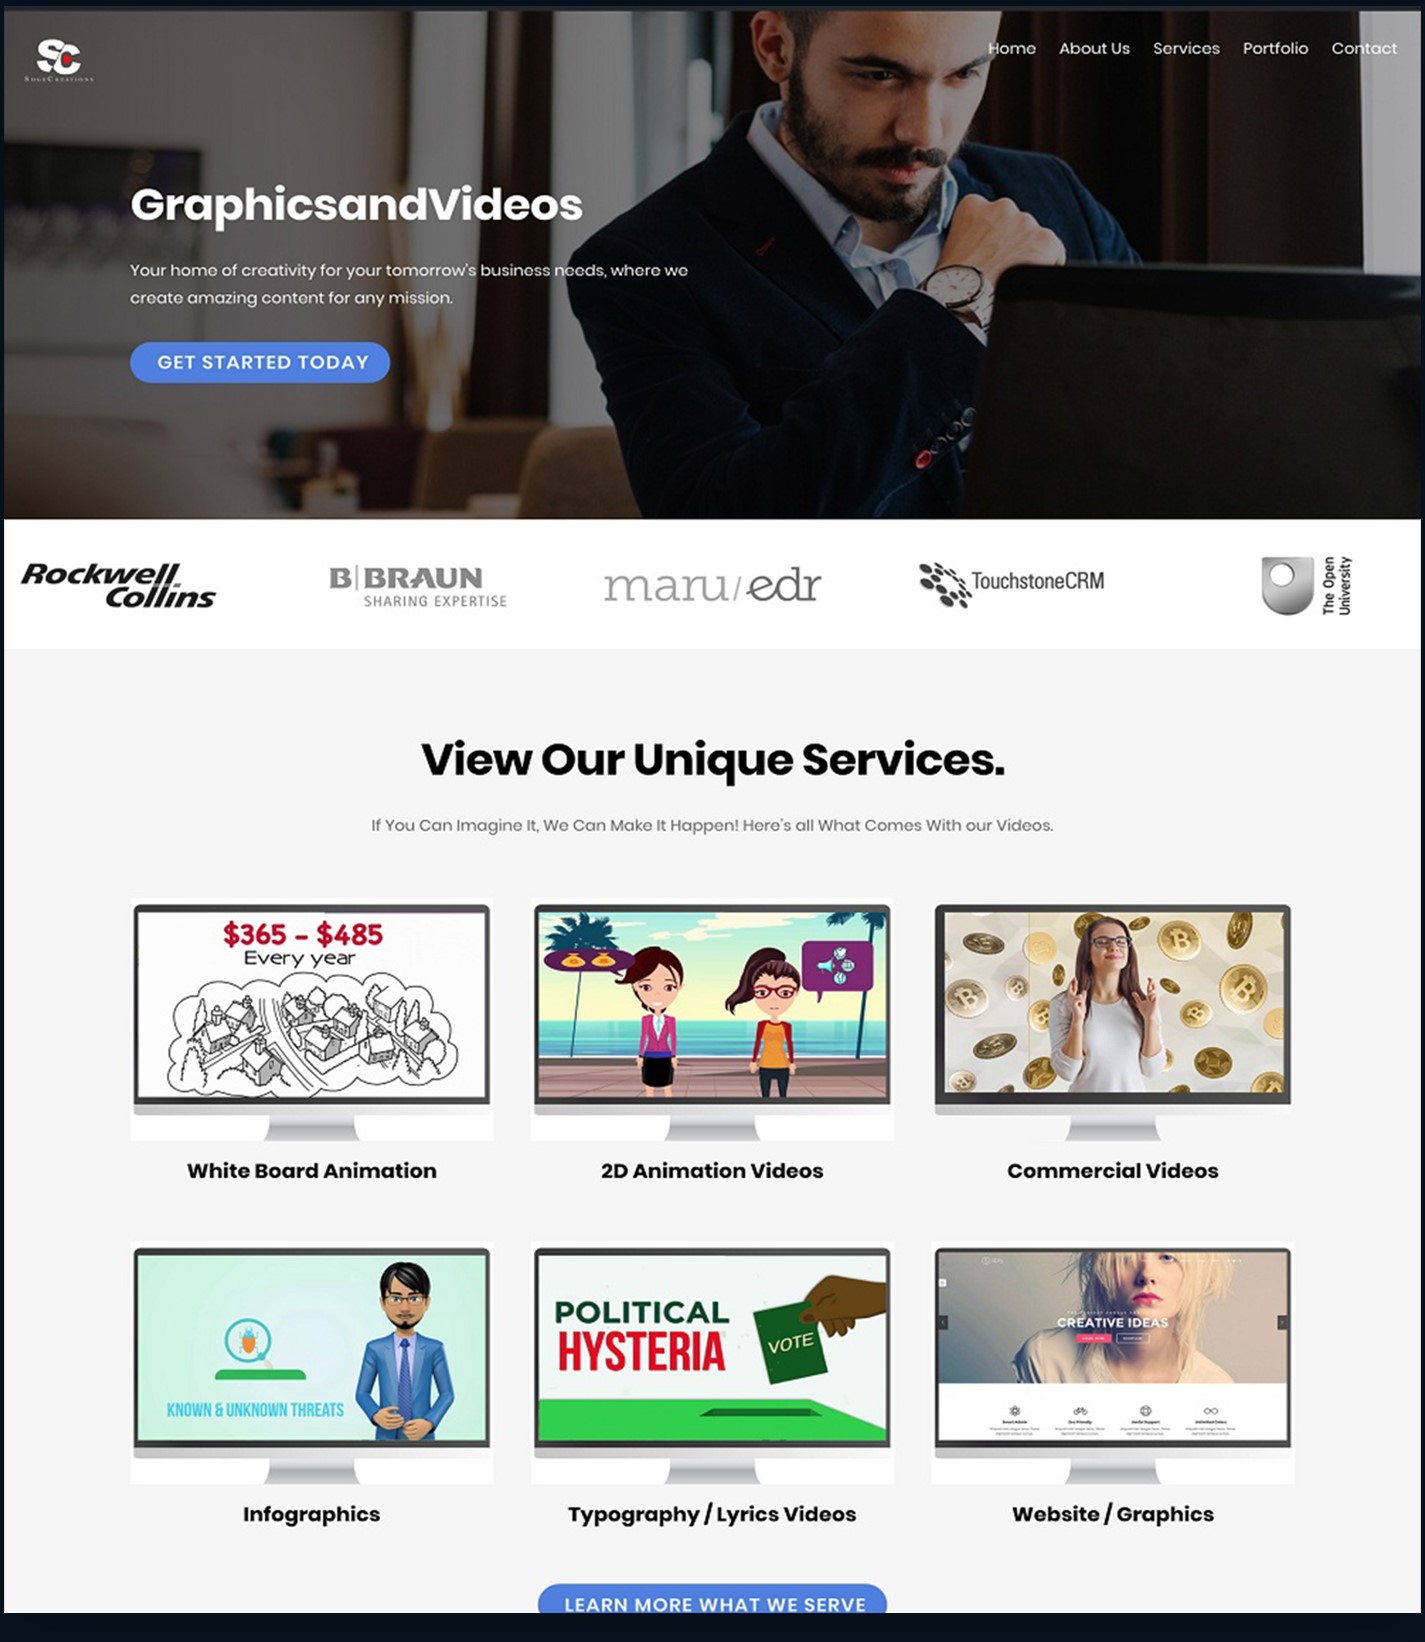 SC
SOGECREATIONS
Home About Us Services Portfolio Contact
GraphicsandVideos
Your home of creativity for your tomorrow's business needs, where we
create amazing content for any mission.
GET STARTED TODAY
Rockwell
Collins
B|BRAUN
SHARING EXPERTISE
maru/edr
TouchstoneCRM
The Open
University
View Our Unique Services.
If You Can Imagine It, We Can Make It Happen! Here's all What Comes With our Videos.
$365 - $485
Every year
White Board Animation
2D Animation Videos
Commercial Videos
KNOWN & UNKNOWN THREATS
POLITICAL
HYSTERIA
VOTE
CREATIVE IDEAS
Infographics
Typography / Lyrics Videos
Website / Graphics
LEARN MORE WHAT WE SERVE